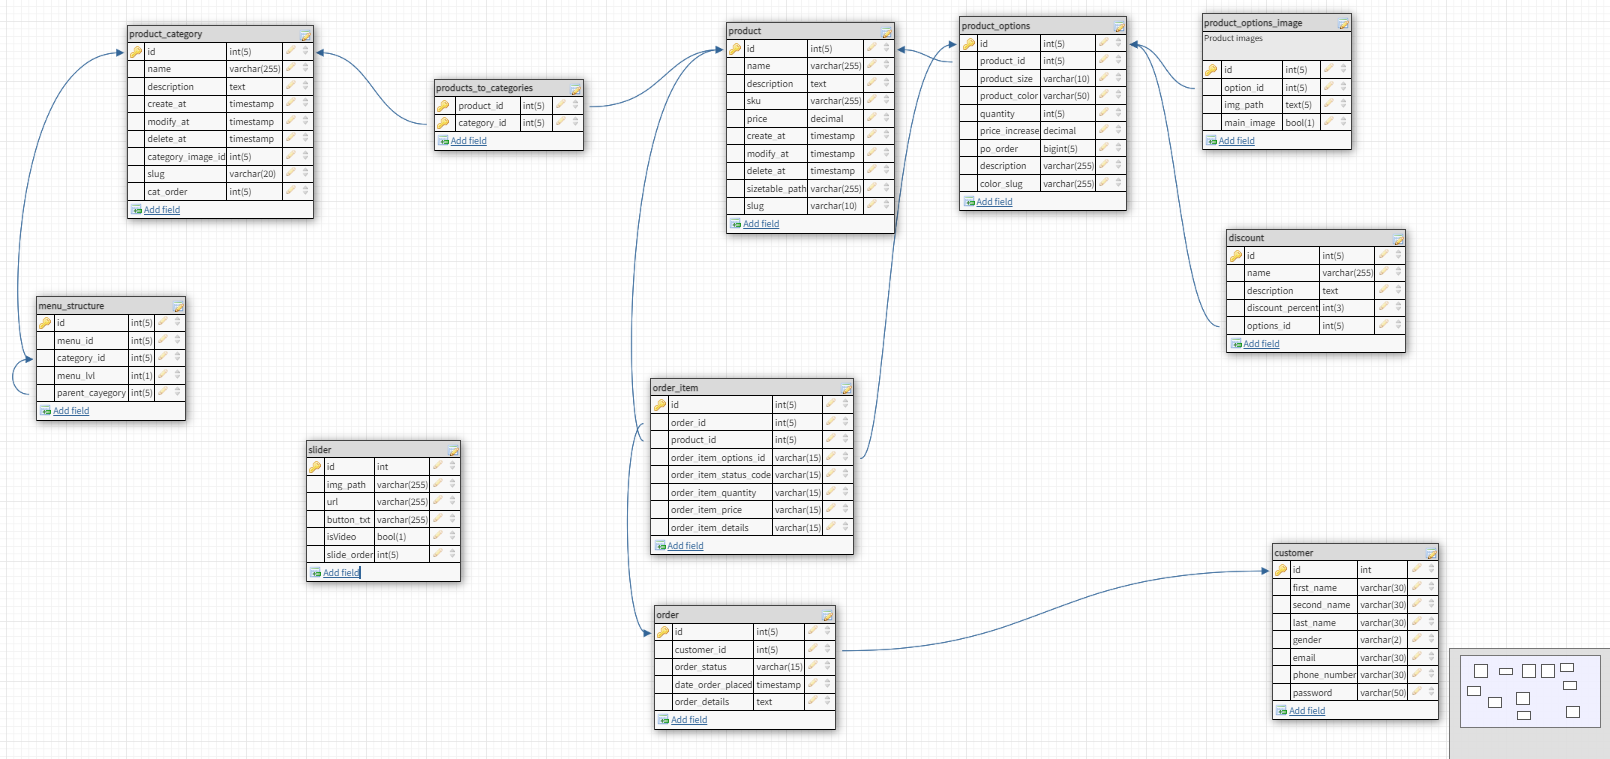 product_category
id int(5)
name varchar(255)
description text
create_at timestamp
modify_at timestamp
delete_at timestamp
category_image_id int(5)
slug varchar(20)
cat_order int(5)
Add field
products_to_categories
product_id int(5)
category_id int(5)
Add field
product
id int(5)
name varchar(255)
description text
sku varchar(255)
price decimal
create_at timestamp
modify_at timestamp
delete_at timestamp
sizetable_path varchar(255)
slug varchar(10)
Add field
product_options
id int(5)
product_id int(5)
product_size varchar(10)
product_color varchar(50)
quantity int(5)
price_increase decimal
po_order bigint(5)
description varchar(255)
color_slug varchar(255)
Add field
product_options_image
Product images
id int(5)
option_id int(5)
img_path text(5)
main_image bool(1)
Add field
discount
id int(5)
name varchar(255)
description text
discount_percent int(3)
options_id int(5)
Add field
menu_structure
id int(5)
menu_id int(5)
category_id int(5)
menu_lvl int(1)
parent_cayegory int(5)
Add field
slider
id int
img_path varchar(255)
url varchar(255)
button_txt varchar(255)
isVideo bool(1)
slide_order int(5)
Add field
order_item
id int(5)
order_id int(5)
product_id int(5)
order_item_options_id varchar(15)
order_item_status_code varchar(15)
order_item_quantity varchar(15)
order_item_price varchar(15)
order_item_details varchar(15)
Add field
order
id int(5)
customer_id int(5)
order_status varchar(15)
date_order_placed timestamp
order_details text
Add field
customer
id int
first_name varchar(30)
second_name varchar(30)
last_name varchar(30)
gender varchar(2)
email varchar(30)
phone_number varchar(30)
password varchar(50)
Add field